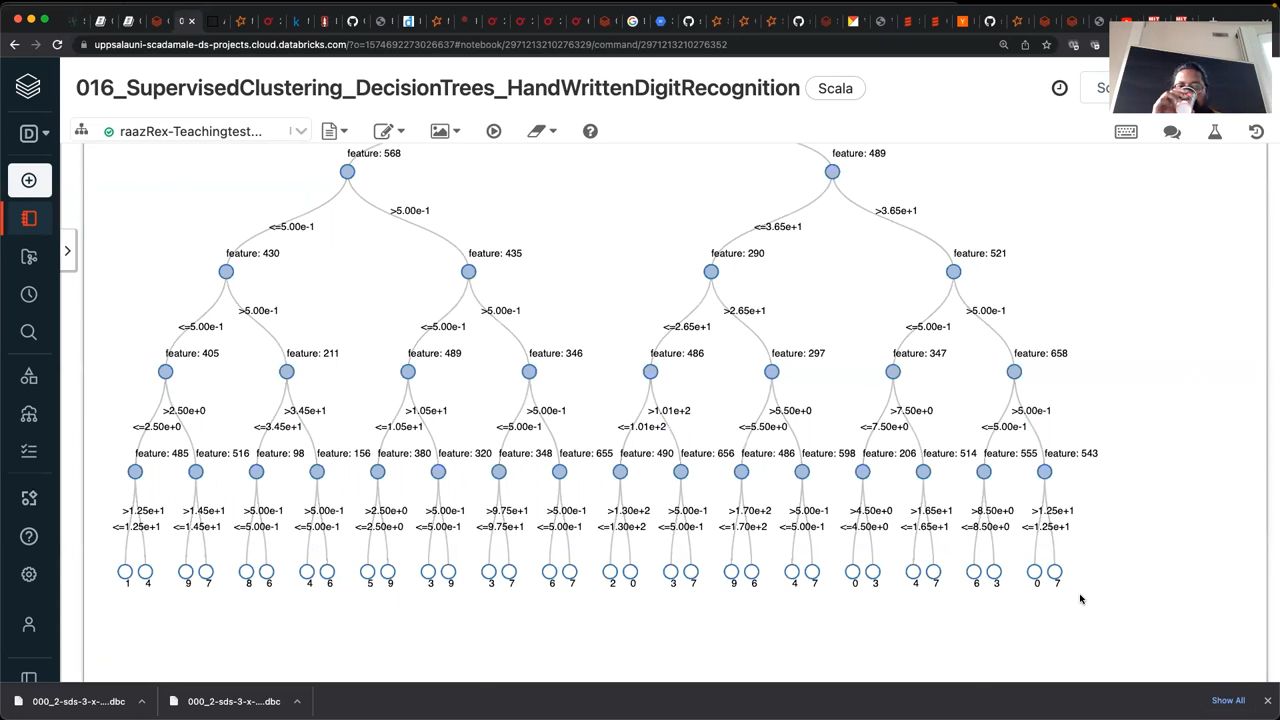 uppsalauni-scadamale-ds-projects.cloud.databricks.com/?o=1574692273026637#notebook/2971213210276329/command/2971213210276352
016_SupervisedClustering_DecisionTrees_HandWrittenDigitRecognition Scala
raazRex-Teachingtest...
feature: 568 feature: 489
>5.00e-1 >3.65e+1
<=5.00e-1 <=3.65e+1
feature: 430 feature: 435 feature: 290 feature: 521
>5.00e-1 >5.00e-1 >2.65e+1 >5.00e-1
<=5.00e-1 <=5.00e-1 <=2.65e+1 <=5.00e-1
feature: 405 feature: 211 feature: 489 feature: 346 feature: 486 feature: 297 feature: 347 feature: 658
>2.50e+0 >3.45e+1 >1.05e+1 >5.00e-1 >1.01e+2 >5.50e+0 >7.50e+0 >5.00e-1
<=2.50e+0 <=3.45e+1 <=1.05e+1 <=5.00e-1 <=1.01e+2 <=5.50e+0 <=7.50e+0 <=5.00e-1
feature: 485 feature: 516 feature: 98 feature: 156 feature: 380 feature: 320 feature: 348 feature: 655 feature: 490 feature: 656 feature: 486 feature: 598 feature: 206 feature: 514 feature: 555 feature: 543
>1.25e+1 >1.45e+1 >5.00e-1 >5.00e-1 >2.50e+0 >5.00e-1 >9.75e+1 >5.00e-1 >1.30e+2 >5.00e-1 >1.70e+2 >5.00e-1 >4.50e+0 >1.65e+1 >8.50e+0 >1.25e+1
<=1.25e+1 <=1.45e+1 <=5.00e-1 <=5.00e-1 <=2.50e+0 <=5.00e-1 <=9.75e+1 <=5.00e-1 <=1.30e+2 <=5.00e-1 <=1.70e+2 <=5.00e-1 <=4.50e+0 <=1.65e+1 <=8.50e+0 <=1.25e+1
1 4 9 7 8 6 4 6 5 9 3 9 3 7 6 7 2 0 3 7 9 6 4 7 0 3 4 7 6 3 0 7
000_2-sds-3-x-....dbc 000_2-sds-3-x-....dbc Show All